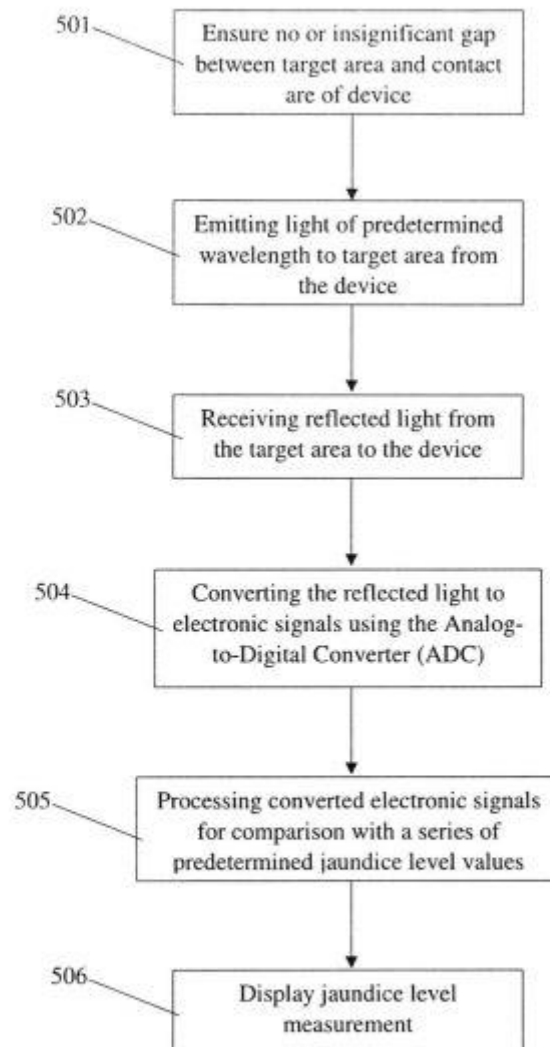 501
Ensure no or insignificant gap
between target area and contact
are of device
502
Emitting light of predetermined
wavelength to target area from
the device
503
Receiving reflected light from
the target area to the device
504
Converting the reflected light to
electronic signals using the Analog-
to-Digital Converter (ADC)
505
Processing converted electronic signals
for comparison with a series of
predetermined jaundice level values
506
Display jaundice level
measurement